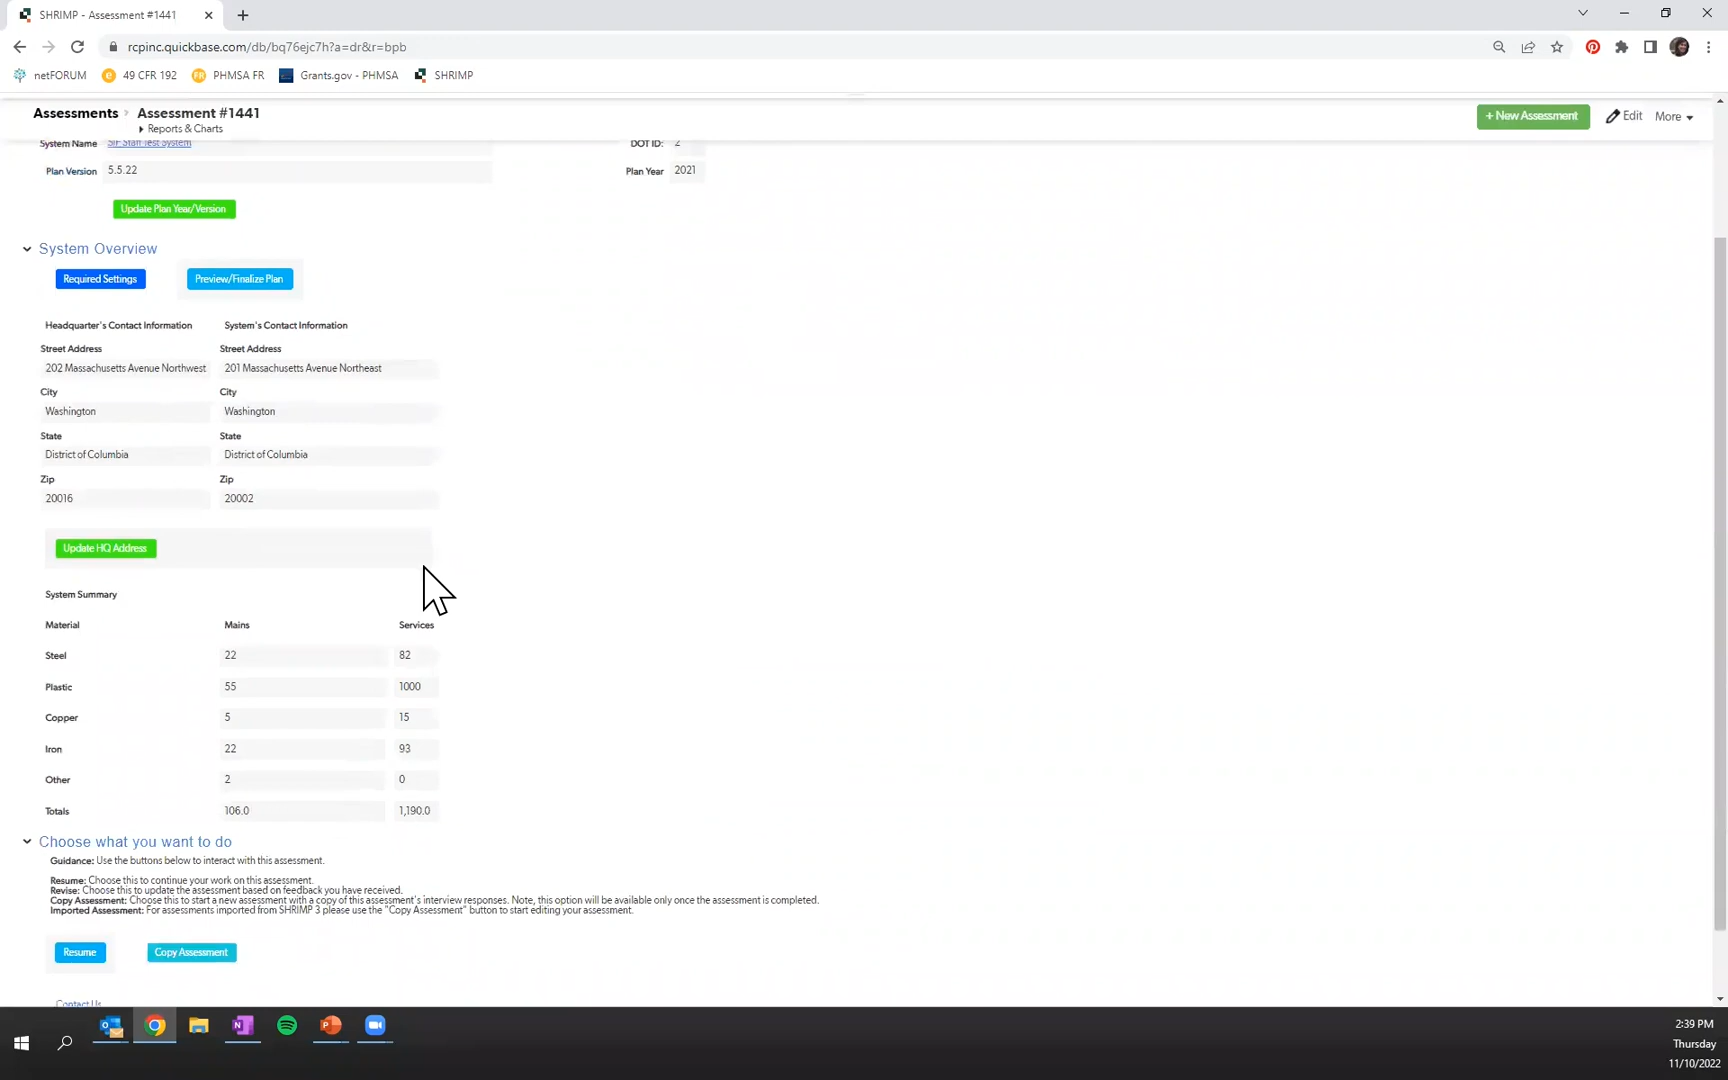 SHRIMP - Assessment #1441
rcpinc.quickbase.com/db/bq76ejc7h?a=dr&r=bpb
netFORUM 49 CFR 192 PHMSA FR Grants.gov - PHMSA SHRIMP
Assessments Assessment #1441
Reports & Charts
+ New Assessment Edit More
System Name SIF Staff Test System DOT ID: 2
Plan Version 5.5.22 Plan Year 2021
Update Plan Year/Version
System Overview
Required Settings Preview/Finalize Plan
Headquarter's Contact Information System's Contact Information
Street Address Street Address
202 Massachusetts Avenue Northwest 201 Massachusetts Avenue Northeast
City City
Washington Washington
State State
District of Columbia District of Columbia
Zip Zip
20016 20002
Update HQ Address
System Summary
Material Mains Services
Steel 22 82
Plastic 55 1000
Copper 5 15
Iron 22 93
Other 2 0
Totals 106.0 1,190.0
Choose what you want to do
Guidance: Use the buttons below to interact with this assessment.
Resume: Choose this to continue your work on this assessment.
Revise: Choose this to update the assessment based on feedback you have received.
Copy Assessment: Choose this to start a new assessment with a copy of this assessment's interview responses. Note, this option will be available only once the assessment is completed.
Imported Assessment: For assessments imported from SHRIMP 3 please use the "Copy Assessment" button to start editing your assessment.
Resume Copy Assessment
Contact Us
2:39 PM
Thursday
11/10/2022